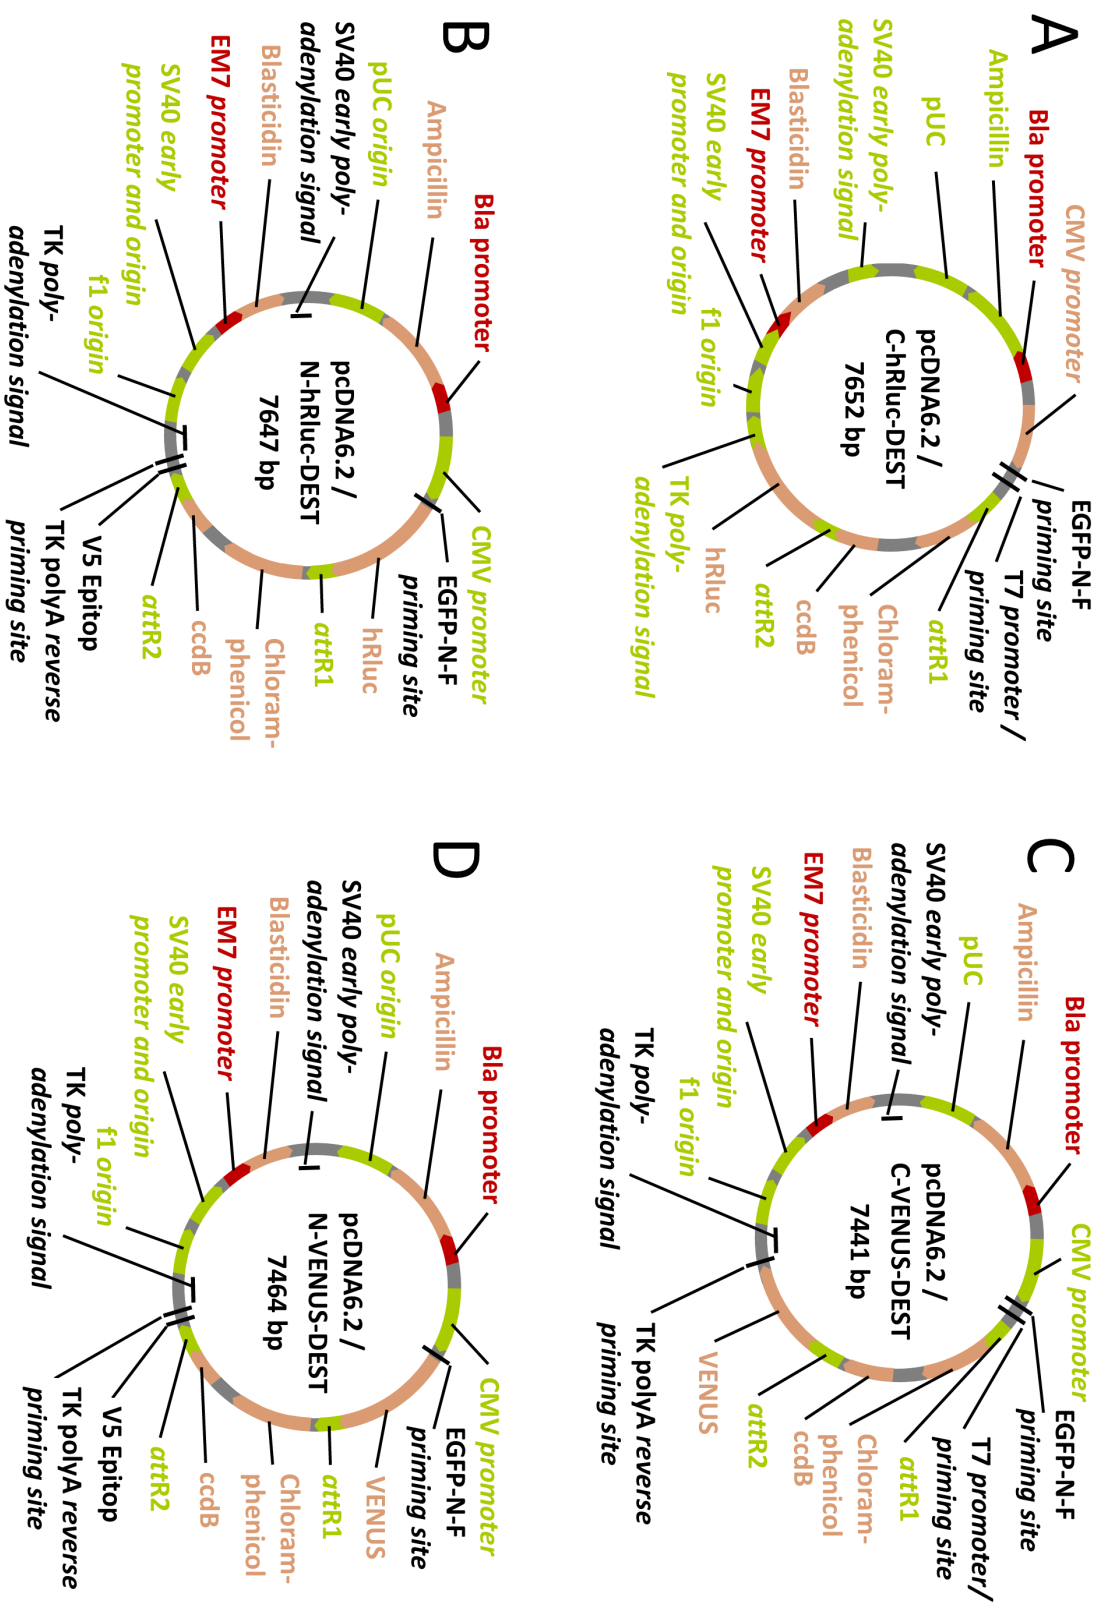 A
CMV promoter
Bla promoter
Ampicillin
pUC
SV40 early poly-
adenylation signal
Blasticidin
EM7 promoter
SV40 early
promoter and origin
f1 origin
TK poly-
adenylation signal
hRluc
attR2
ccdB
Chloram-
phenicol
attR1
T7 promoter /
priming site
EGFP-N-F
priming site
pcDNA6.2 /
C-hRluc-DEST
7652 bp
B
Bla promoter
Ampicillin
pUC origin
SV40 early poly-
adenylation signal
Blasticidin
EM7 promoter
SV40 early
promoter and origin
f1 origin
TK poly-
adenylation signal
TK polyA reverse
priming site
V5 Epitop
attR2
ccdB
Chloram-
phenicol
attR1
hRluc
EGFP-N-F
priming site
CMV promoter
pcDNA6.2 /
N-hRluc-DEST
7647 bp
C
Bla promoter
Ampicillin
pUC
SV40 early poly-
adenylation signal
Blasticidin
EM7 promoter
SV40 early
promoter and origin
f1 origin
TK poly-
adenylation signal
TK polyA reverse
priming site
VENUS
attR2
ccdB
Chloram-
phenicol
attR1
T7 promoter/
priming site
EGFP-N-F
priming site
CMV promoter
pcDNA6.2 /
C-VENUS-DEST
7441 bp
D
Bla promoter
Ampicillin
pUC origin
SV40 early poly-
adenylation signal
Blasticidin
EM7 promoter
SV40 early
promoter and origin
f1 origin
TK poly-
adenylation signal
TK polyA reverse
priming site
V5 Epitop
attR2
ccdB
Chloram-
phenicol
attR1
VENUS
EGFP-N-F
priming site
CMV promoter
pcDNA6.2 /
N-VENUS-DEST
7464 bp